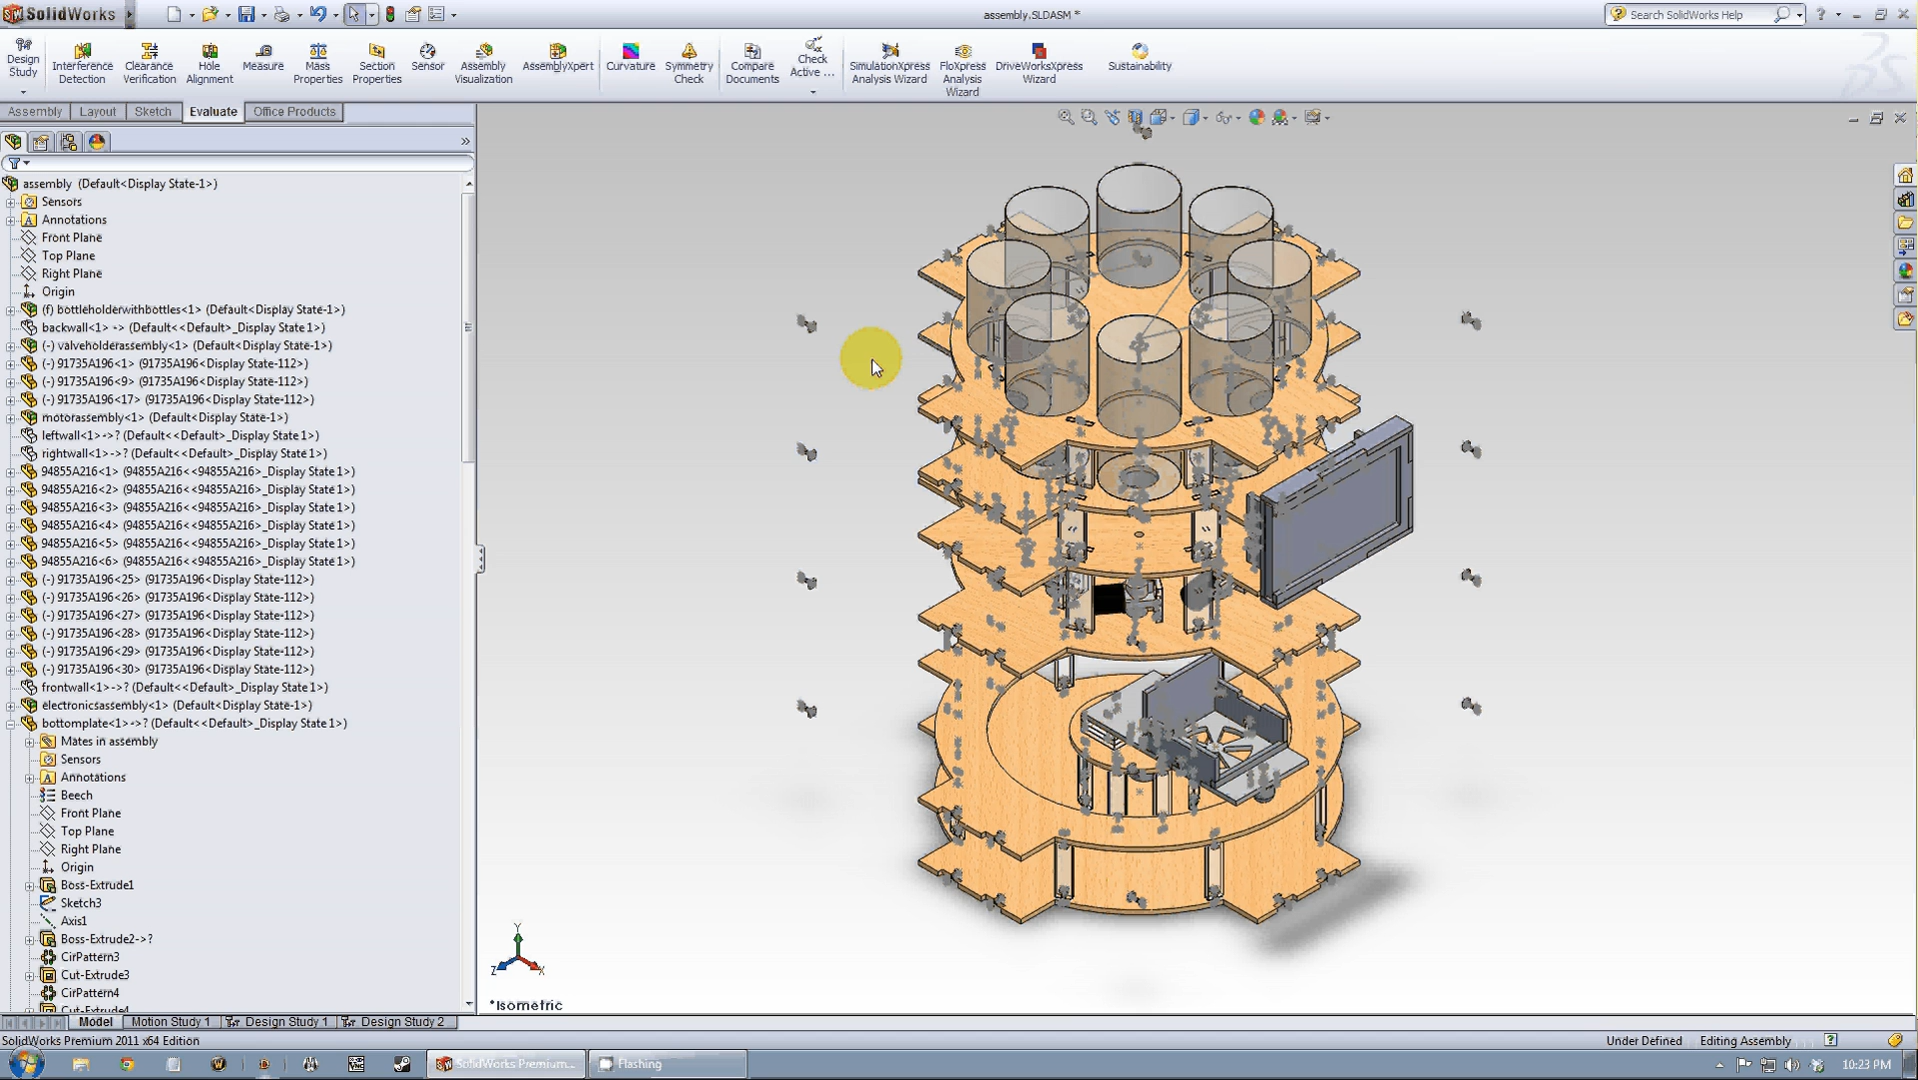 SolidWorks
assembly.SLDASM *
Search SolidWorks Help
Design Study
Interference Detection
Clearance Verification
Hole Alignment
Measure
Mass Properties
Section Properties
Sensor
Assembly Visualization
AssemblyXpert
Curvature
Symmetry Check
Compare Documents
Check Active ...
SimulationXpress Analysis Wizard
FloXpress Analysis Wizard
DriveWorksXpress Wizard
Sustainability
Assembly Layout Sketch Evaluate Office Products
assembly (Default<Display State-1>)
Sensors
Annotations
Front Plane
Top Plane
Right Plane
Origin
(f) bottleholderwithbottles<1> (Default<Display State-1>)
backwall<1> -> (Default<<Default>_Display State 1>)
(-) valveholderassembly<1> (Default<Display State-1>)
(-) 91735A196<1> (91735A196<Display State-112>)
(-) 91735A196<9> (91735A196<Display State-112>)
(-) 91735A196<17> (91735A196<Display State-112>)
motorassembly<1> (Default<Display State-1>)
leftwall<1>->? (Default<<Default>_Display State 1>)
rightwall<1>->? (Default<<Default>_Display State 1>)
94855A216<1> (94855A216<<94855A216>_Display State 1>)
94855A216<2> (94855A216<<94855A216>_Display State 1>)
94855A216<3> (94855A216<<94855A216>_Display State 1>)
94855A216<4> (94855A216<<94855A216>_Display State 1>)
94855A216<5> (94855A216<<94855A216>_Display State 1>)
94855A216<6> (94855A216<<94855A216>_Display State 1>)
(-) 91735A196<25> (91735A196<Display State-112>)
(-) 91735A196<26> (91735A196<Display State-112>)
(-) 91735A196<27> (91735A196<Display State-112>)
(-) 91735A196<28> (91735A196<Display State-112>)
(-) 91735A196<29> (91735A196<Display State-112>)
(-) 91735A196<30> (91735A196<Display State-112>)
frontwall<1>->? (Default<<Default>_Display State 1>)
electronicsassembly<1> (Default<Display State-1>)
bottomplate<1>->? (Default<<Default>_Display State 1>)
Mates in assembly
Sensors
Annotations
Beech
Front Plane
Top Plane
Right Plane
Origin
Boss-Extrude1
Sketch3
Axis1
Boss-Extrude2->?
CirPattern3
Cut-Extrude3
CirPattern4
Cut-Extrude4
Y
Z
X
*Isometric
Model Motion Study 1 Design Study 1 Design Study 2
SolidWorks Premium 2011 x64 Edition
Under Defined Editing Assembly
SolidWorks Premium...
Flashing
10:23 PM